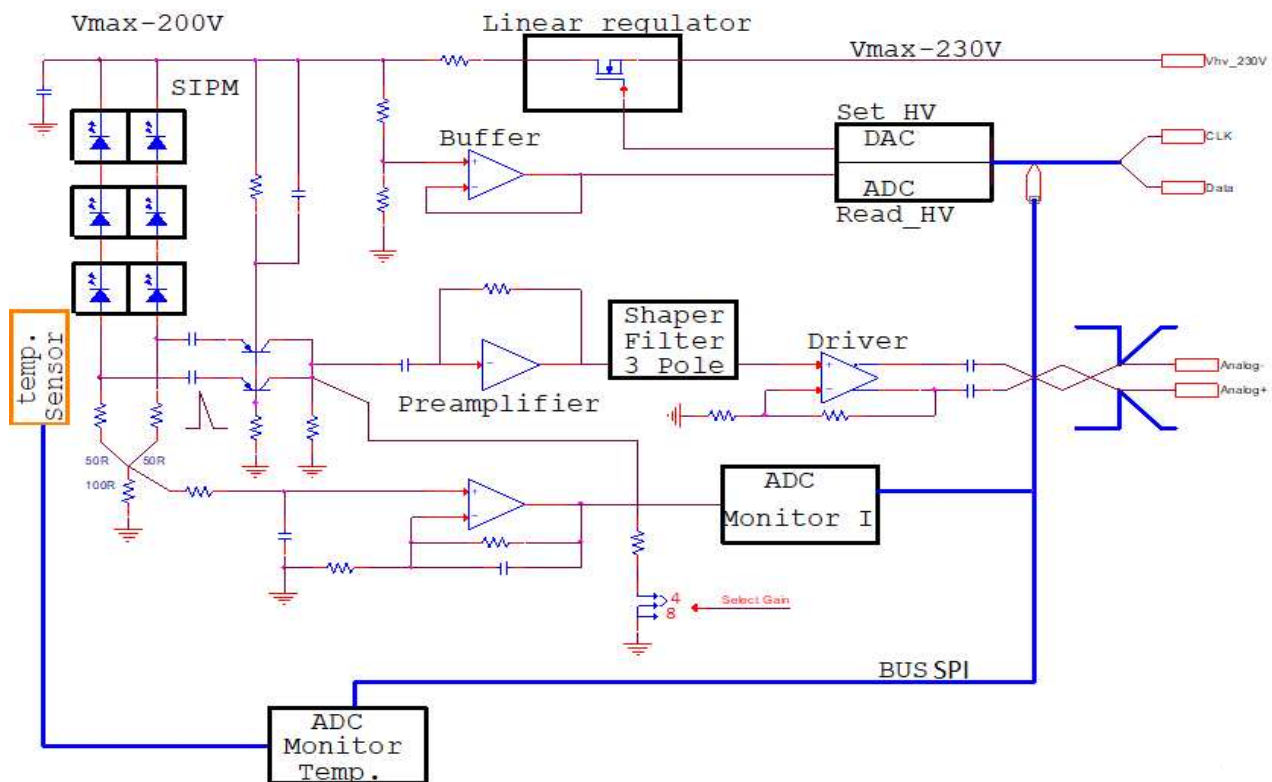 Vmax-200V
Linear regulator
Vmax-230V
Vhv_230V
SIPM
Set_HV
DAC
CLK
Buffer
ADC
Data
Read_HV
temp.
Sensor
Shaper
Filter
3 Pole
Driver
Analog-
Analog+
Preamplifier
50R
50R
100R
ADC
Monitor I
4
8
Select Gain
BUS SPI
ADC
Monitor
Temp.